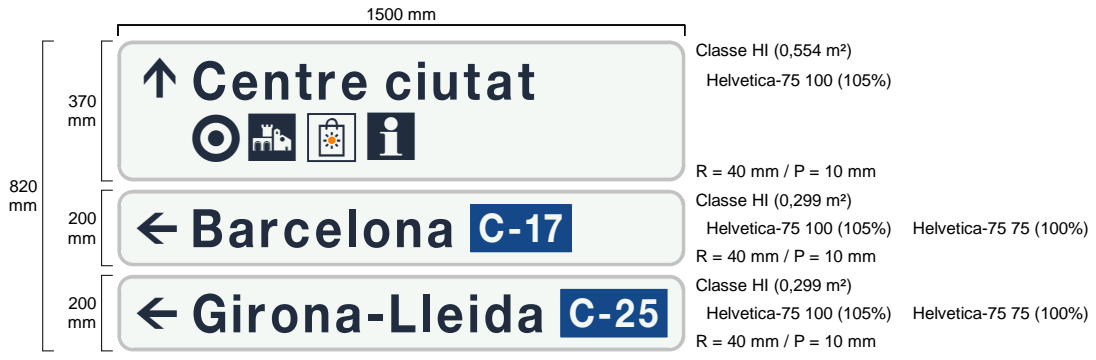 1500 mm
820 mm
370 mm
Centre ciutat
i
Classe HI (0,554 m²)
Helvetica-75 100 (105%)
R = 40 mm / P = 10 mm
200 mm
Barcelona C-17
Classe HI (0,299 m²)
Helvetica-75 100 (105%) Helvetica-75 75 (100%)
R = 40 mm / P = 10 mm
200 mm
Girona-Lleida C-25
Classe HI (0,299 m²)
Helvetica-75 100 (105%) Helvetica-75 75 (100%)
R = 40 mm / P = 10 mm